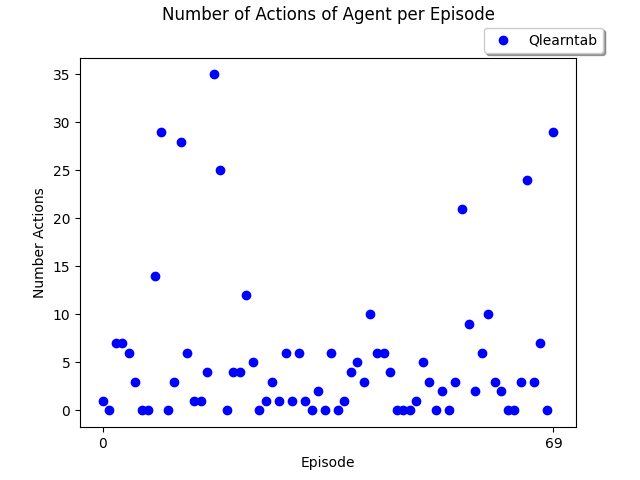 Number of Actions of Agent per Episode
Qlearntab
35
30
25
20
15
10
5
0
Number Actions
0 69
Episode